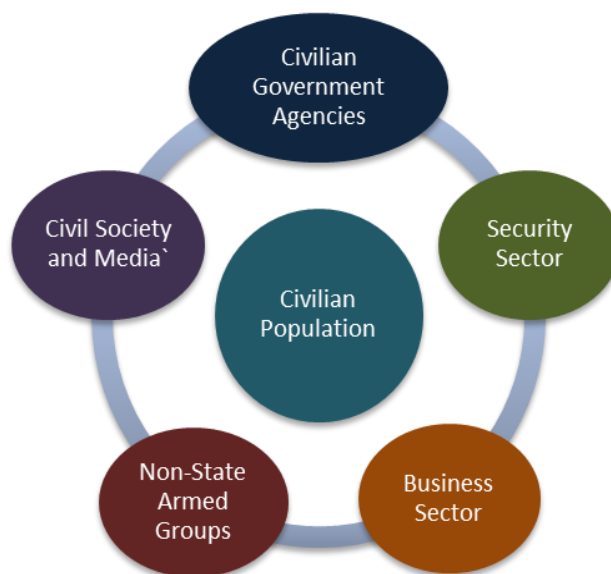 Civilian
Government
Agencies
Civil Society
and Media`
Security
Sector
Civilian
Population
Non-State
Armed
Groups
Business
Sector